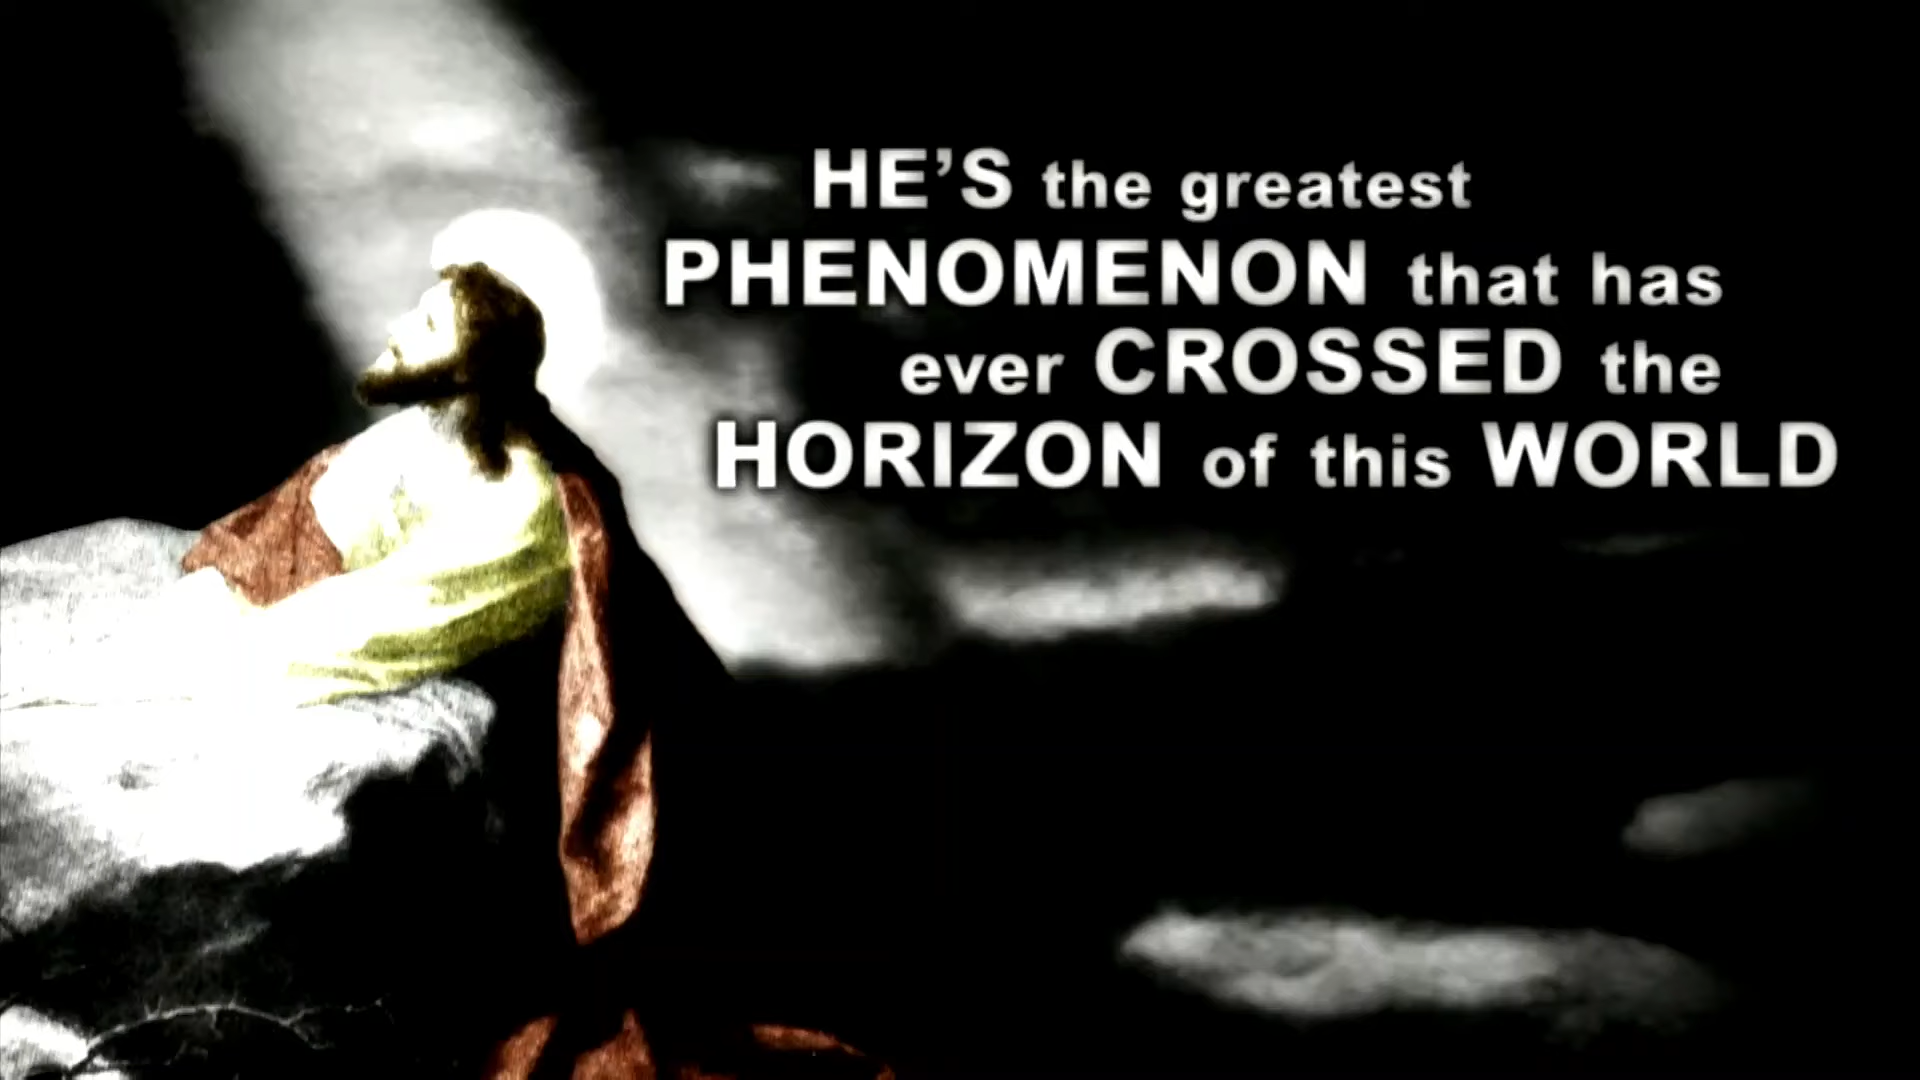 HE'S the greatest
PHENOMENON that has
ever CROSSED the
HORIZON of this WORLD